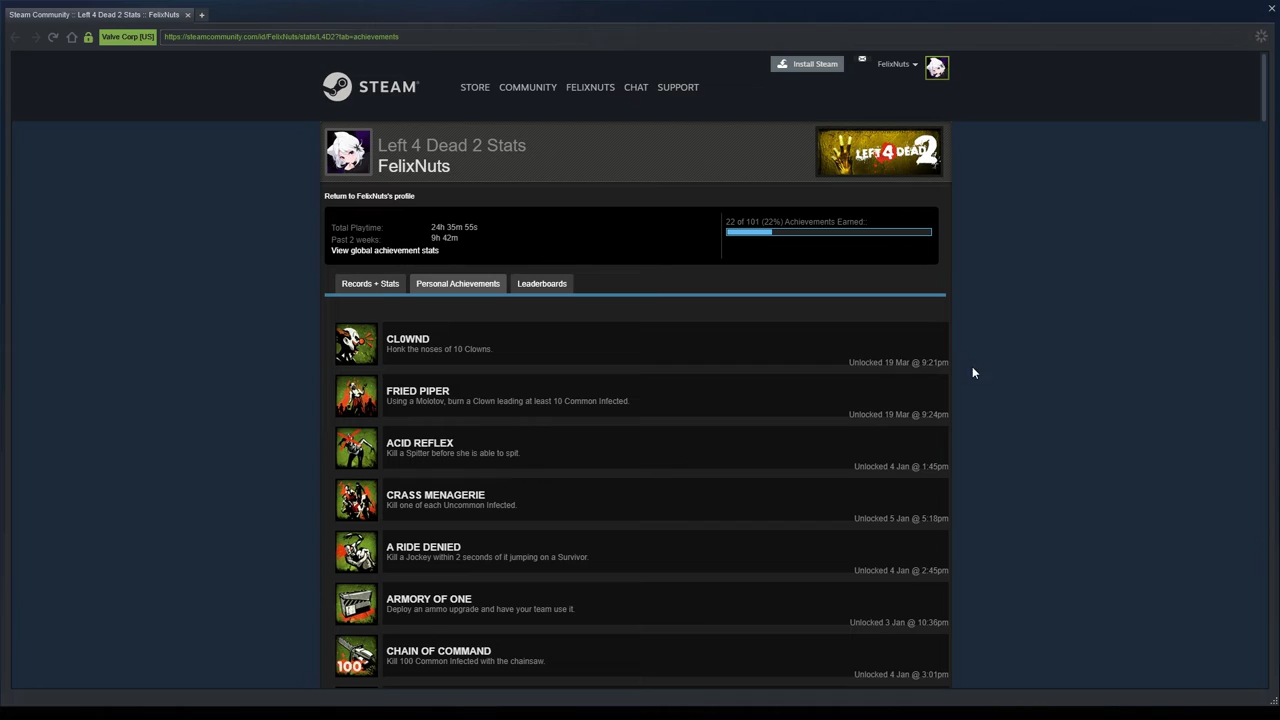 Steam Community :: Left 4 Dead 2 Stats :: FelixNuts
Valve Corp [US]
https://steamcommunity.com/id/FelixNuts/stats/L4D2?tab=achievements
Install Steam
FelixNuts
STEAM
STORE COMMUNITY FELIXNUTS CHAT SUPPORT
Left 4 Dead 2 Stats
FelixNuts
LEFT 4 DEAD 2
Return to FelixNuts's profile
Total Playtime: 24h 35m 55s
Past 2 weeks: 9h 42m
View global achievement stats
22 of 101 (22%) Achievements Earned:
Records + Stats Personal Achievements Leaderboards
CL0WND
Honk the noses of 10 Clowns.
Unlocked 19 Mar @ 9:21pm
FRIED PIPER
Using a Molotov, burn a Clown leading at least 10 Common Infected.
Unlocked 19 Mar @ 9:24pm
ACID REFLEX
Kill a Spitter before she is able to spit.
Unlocked 4 Jan @ 1:45pm
CRASS MENAGERIE
Kill one of each Uncommon Infected.
Unlocked 5 Jan @ 5:18pm
A RIDE DENIED
Kill a Jockey within 2 seconds of it jumping on a Survivor.
Unlocked 4 Jan @ 2:45pm
ARMORY OF ONE
Deploy an ammo upgrade and have your team use it.
Unlocked 3 Jan @ 10:36pm
100
CHAIN OF COMMAND
Kill 100 Common Infected with the chainsaw.
Unlocked 4 Jan @ 3:01pm